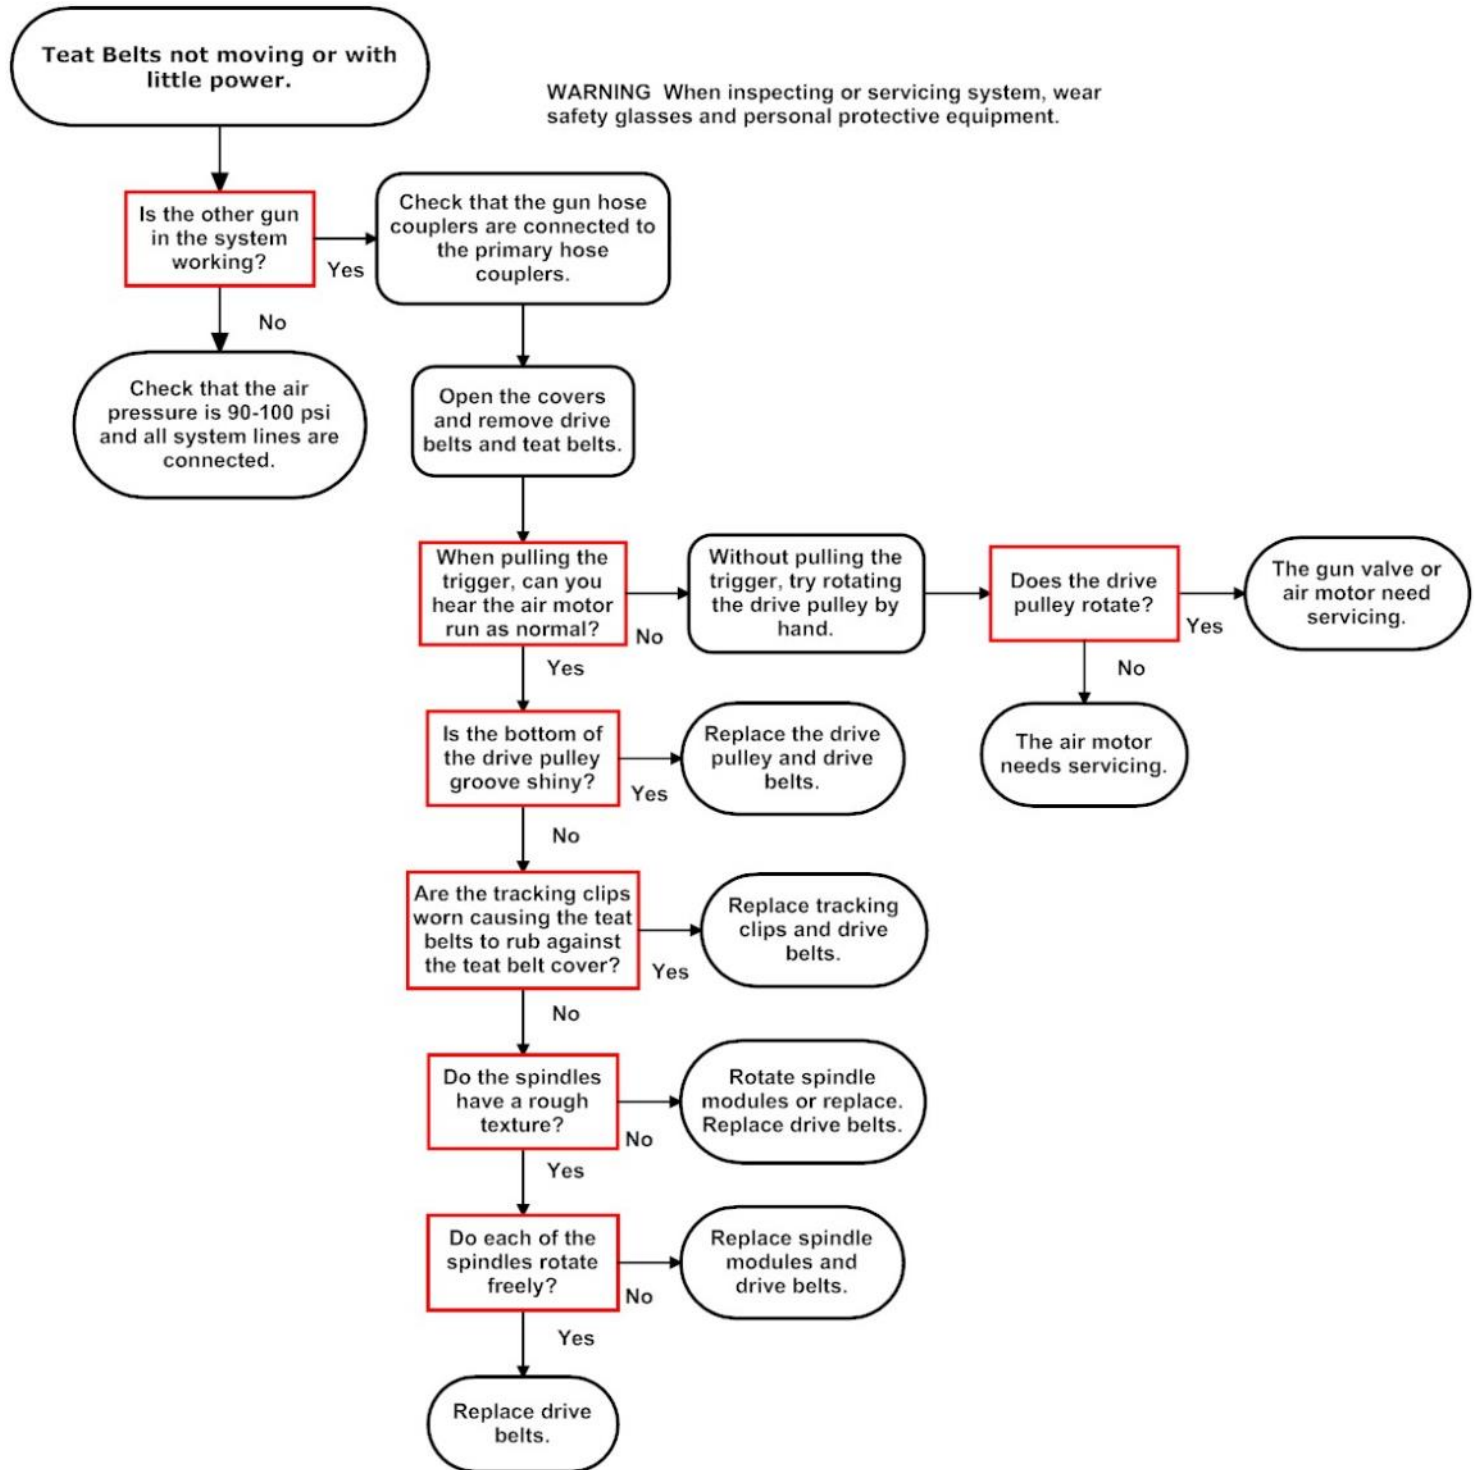 Teat Belts not moving or with
little power.
WARNING  When inspecting or servicing system, wear
safety glasses and personal protective equipment.
Is the other gun
in the system
working?
Yes
Check that the gun hose
couplers are connected to
the primary hose
couplers.
No
Check that the air
pressure is 90-100 psi
and all system lines are
connected.
Open the covers
and remove drive
belts and teat belts.
When pulling the
trigger, can you
hear the air motor
run as normal?
No
Without pulling the
trigger, try rotating
the drive pulley by
hand.
Does the drive
pulley rotate?
Yes
The gun valve or
air motor need
servicing.
No
The air motor
needs servicing.
Yes
Is the bottom of
the drive pulley
groove shiny?
Yes
Replace the drive
pulley and drive
belts.
No
Are the tracking clips
worn causing the teat
belts to rub against
the teat belt cover?
Yes
Replace tracking
clips and drive
belts.
No
Do the spindles
have a rough
texture?
No
Rotate spindle
modules or replace.
Replace drive belts.
Yes
Do each of the
spindles rotate
freely?
No
Replace spindle
modules and
drive belts.
Yes
Replace drive
belts.